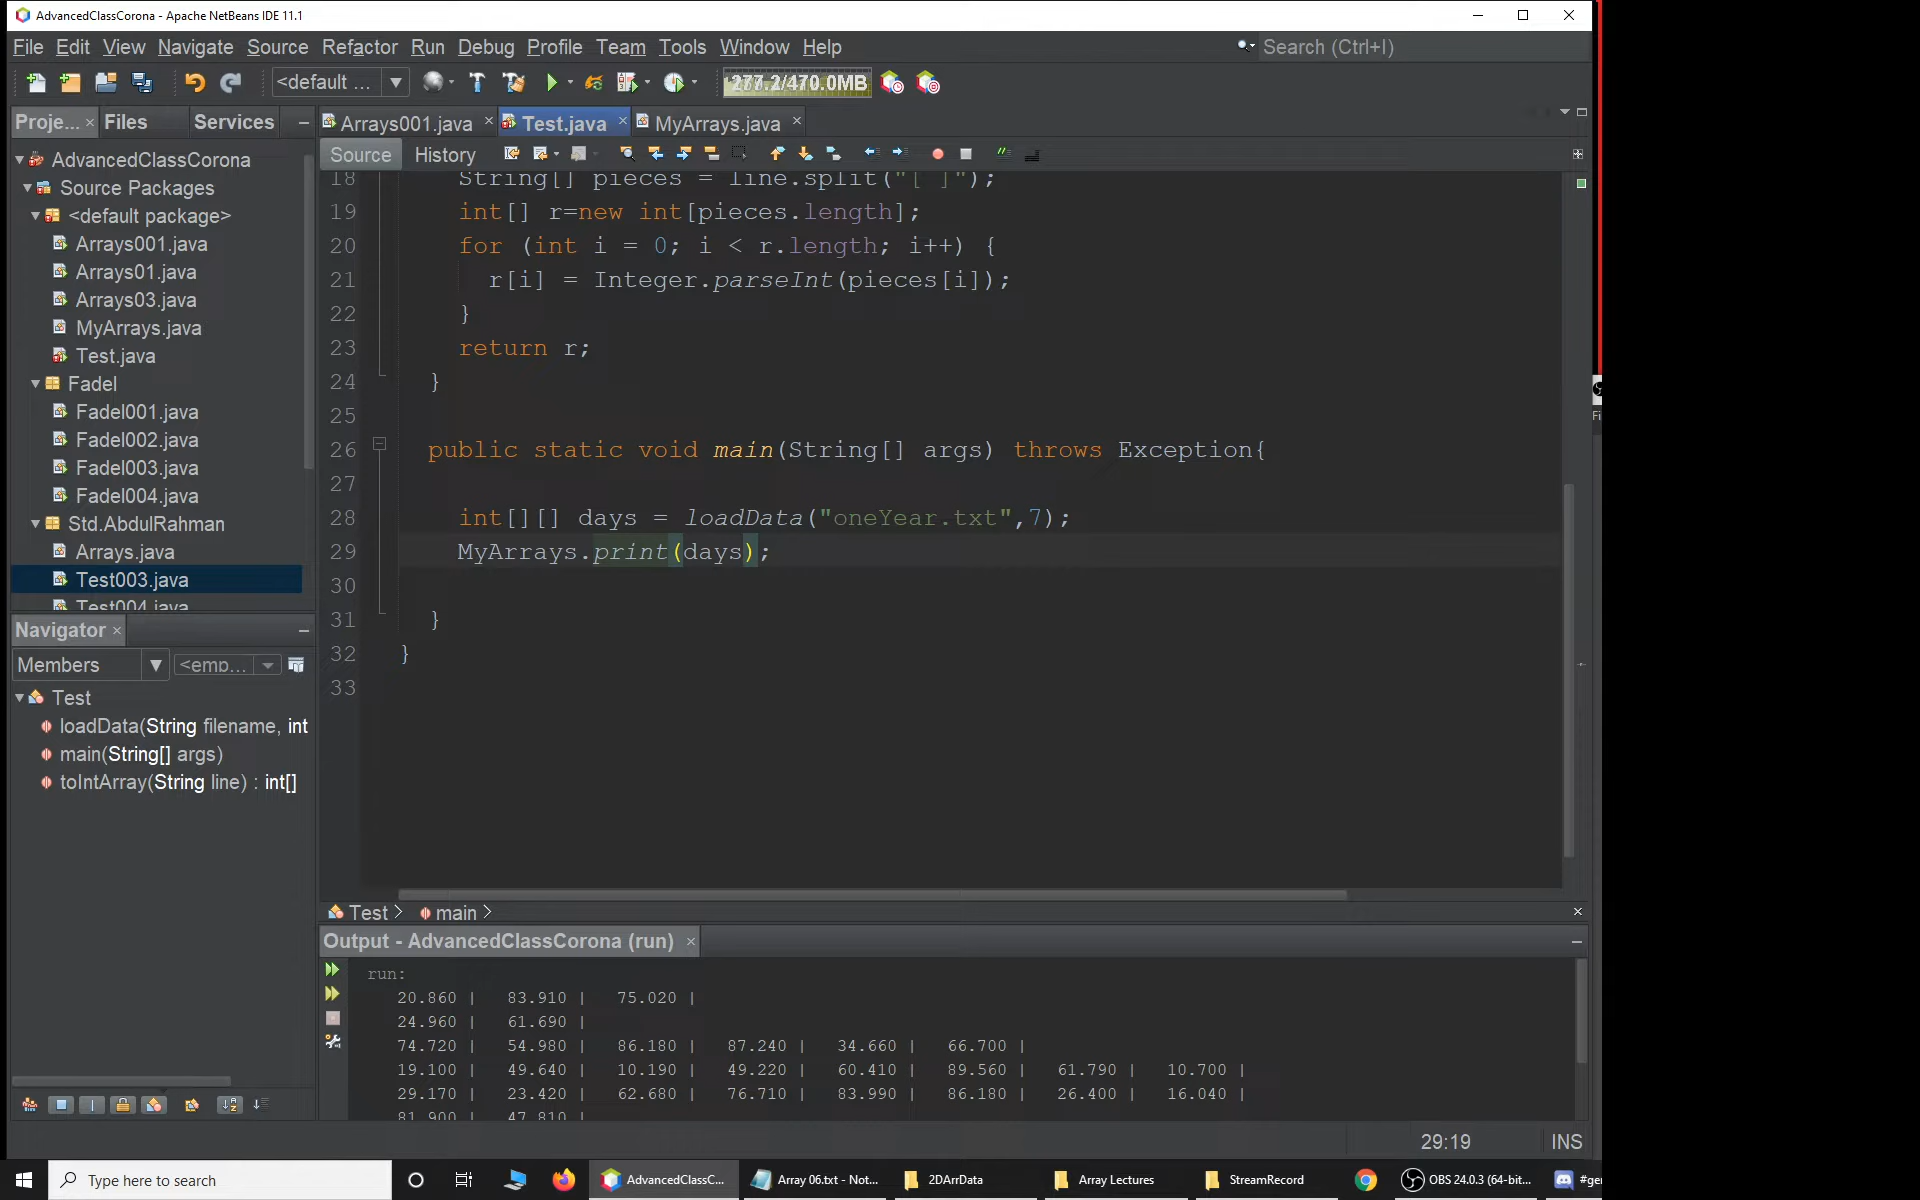 AdvancedClassCorona - Apache NetBeans IDE 11.1
File Edit View Navigate Source Refactor Run Debug Profile Team Tools Window Help
Search (Ctrl+I)
<default ...
277.2/470.0MB
Proje... × Files Services
Arrays001.java × Test.java × MyArrays.java ×
Source History
AdvancedClassCorona
Source Packages
<default package>
Arrays001.java
Arrays01.java
Arrays03.java
MyArrays.java
Test.java
Fadel
Fadel001.java
Fadel002.java
Fadel003.java
Fadel004.java
Std.AbdulRahman
Arrays.java
Test003.java
Test004.java
18 String[] pieces = line.split("[ ]");
19 int[] r=new int[pieces.length];
20 for (int i = 0; i < r.length; i++) {
21 r[i] = Integer.parseInt(pieces[i]);
22 }
23 return r;
24 }
25
26 public static void main(String[] args) throws Exception{
27
28 int[][] days = loadData("oneYear.txt",7);
29 MyArrays.print(days);
30
31 }
32 }
33
Navigator ×
Members <emp...
Test
loadData(String filename, int
main(String[] args)
toIntArray(String line) : int[]
Test > main >
Output - AdvancedClassCorona (run) ×
run:
20.860 | 83.910 | 75.020 |
24.960 | 61.690 |
74.720 | 54.980 | 86.180 | 87.240 | 34.660 | 66.700 |
19.100 | 49.640 | 10.190 | 49.220 | 60.410 | 89.560 | 61.790 | 10.700 |
29.170 | 23.420 | 62.680 | 76.710 | 83.990 | 86.180 | 26.400 | 16.040 |
81.900 | 47.810 |
29:19 INS
Type here to search
AdvancedClassC...
Array 06.txt - Not...
2DArrData
Array Lectures
StreamRecord
OBS 24.0.3 (64-bit...
#ge
Fi